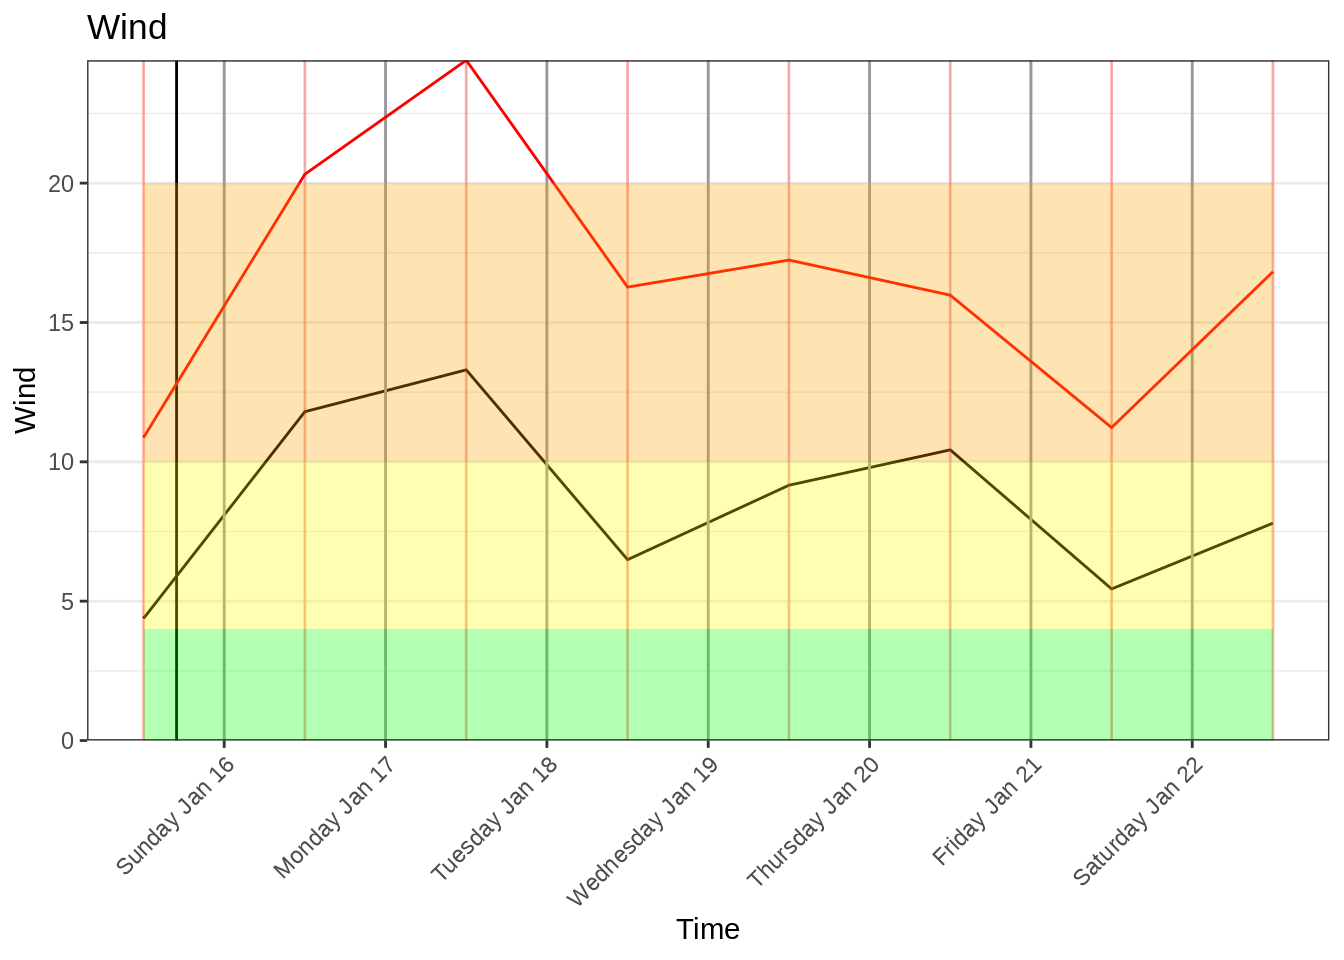 Wind
20
15
10
5
0
Wind
Sunday Jan 16
Monday Jan 17
Tuesday Jan 18
Wednesday Jan 19
Thursday Jan 20
Friday Jan 21
Saturday Jan 22
Time